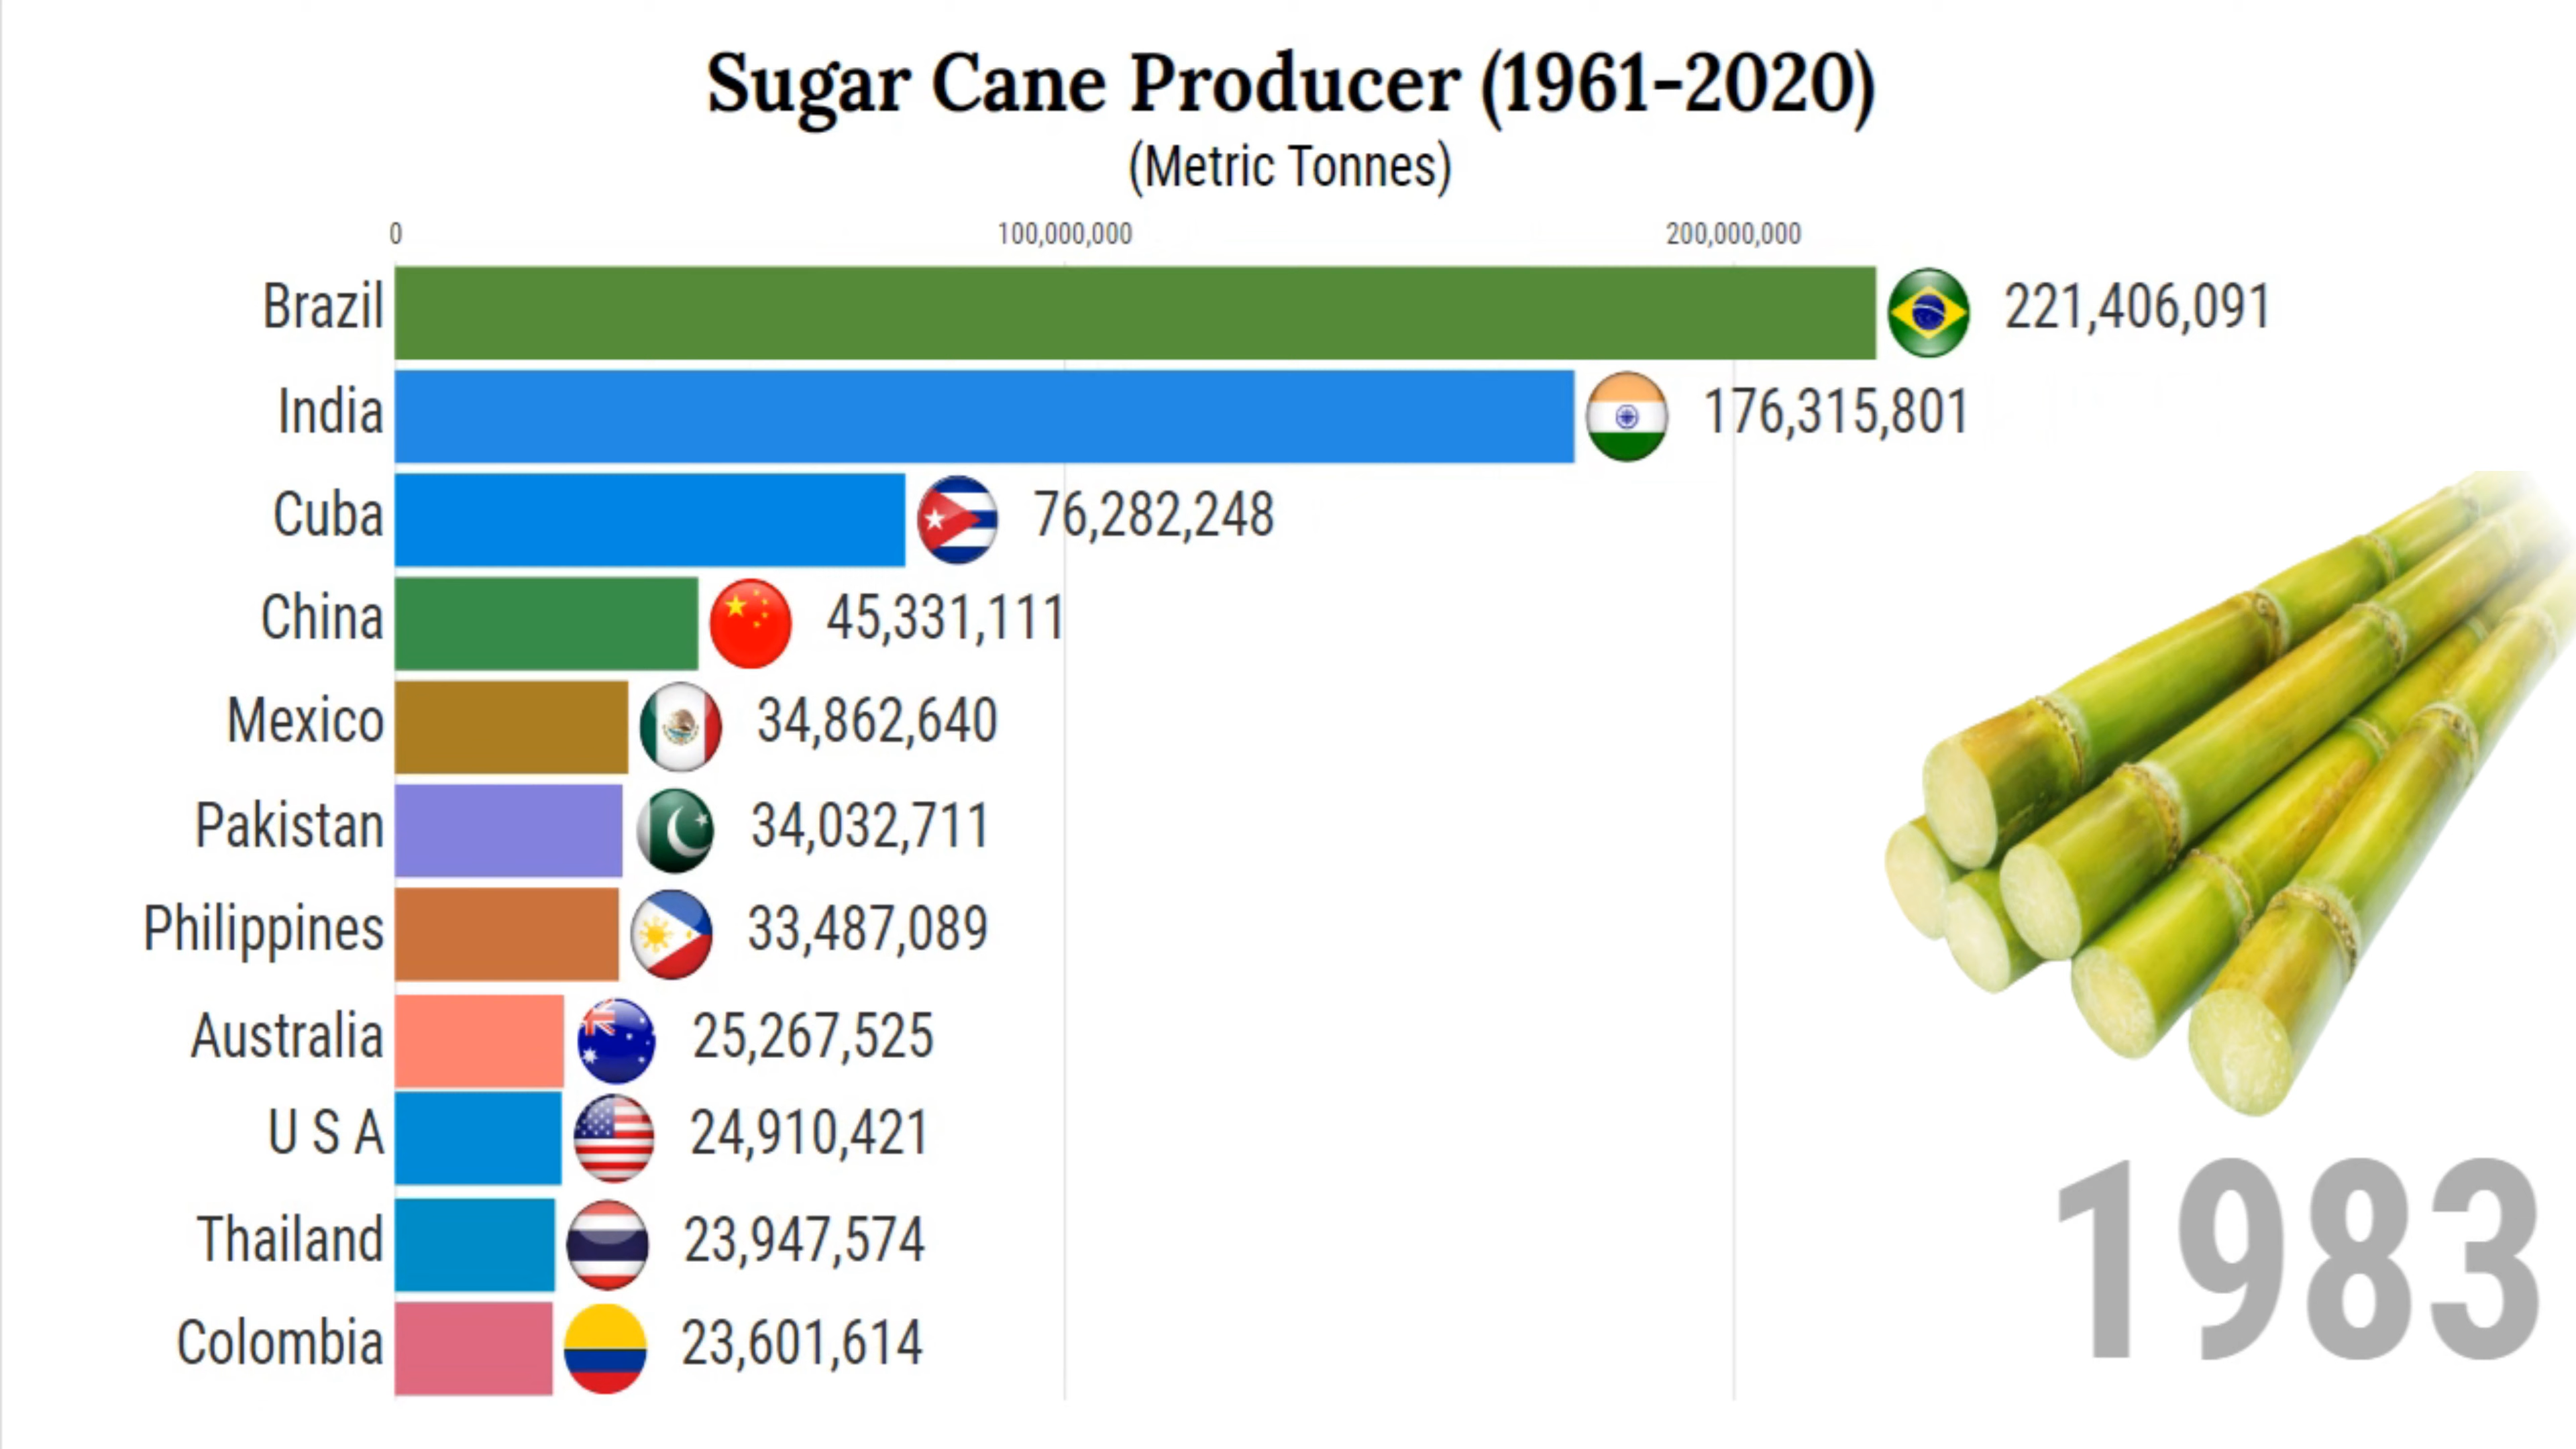 Sugar Cane Producer (1961-2020)
(Metric Tonnes)
0 100,000,000 200,000,000
Brazil 221,406,091
India 176,315,801
Cuba 76,282,248
China 45,331,111
Mexico 34,862,640
Pakistan 34,032,711
Philippines 33,487,089
Australia 25,267,525
U S A 24,910,421
Thailand 23,947,574
Colombia 23,601,614
1983